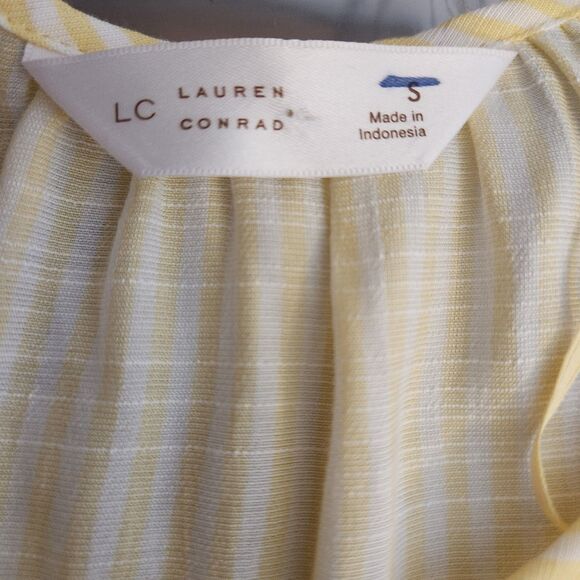 LC
LAUREN
CONRAD
S
Made in
Indonesia